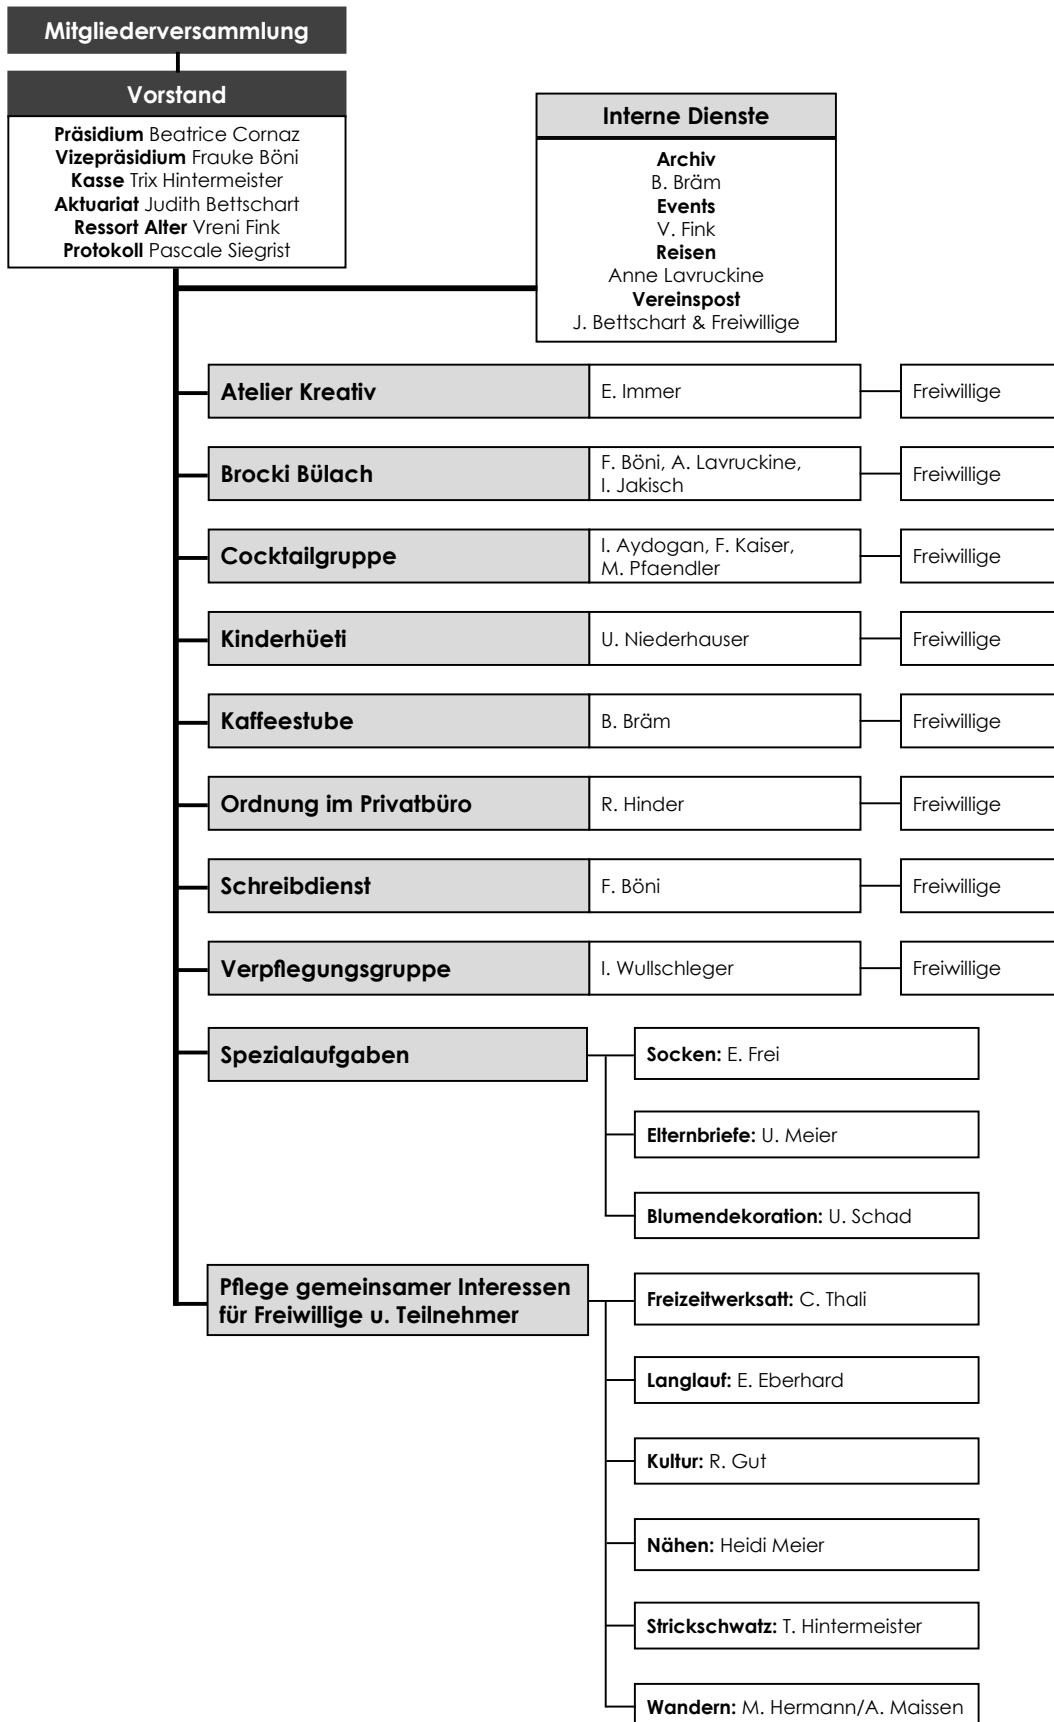 Mitgliederversammlung
Vorstand
Präsidium Beatrice Cornaz
Vizepräsidium Frauke Böni
Kasse Trix Hintermeister
Aktuariat Judith Bettschart
Ressort Alter Vreni Fink
Protokoll Pascale Siegrist
Interne Dienste
Archiv
B. Bräm
Events
V. Fink
Reisen
Anne Lavruckine
Vereinspost
J. Bettschart & Freiwillige
Atelier Kreativ
E. Immer
Freiwillige
Brocki Bülach
F. Böni, A. Lavruckine,
I. Jakisch
Freiwillige
Cocktailgruppe
I. Aydogan, F. Kaiser,
M. Pfaendler
Freiwillige
Kinderhüeti
U. Niederhauser
Freiwillige
Kaffeestube
B. Bräm
Freiwillige
Ordnung im Privatbüro
R. Hinder
Freiwillige
Schreibdienst
F. Böni
Freiwillige
Verpflegungsgruppe
I. Wullschleger
Freiwillige
Spezialaufgaben
Socken: E. Frei
Elternbriefe: U. Meier
Blumendekoration: U. Schad
Pflege gemeinsamer Interessen
für Freiwillige u. Teilnehmer
Freizeitwerksatt: C. Thali
Langlauf: E. Eberhard
Kultur: R. Gut
Nähen: Heidi Meier
Strickschwatz: T. Hintermeister
Wandern: M. Hermann/A. Maissen